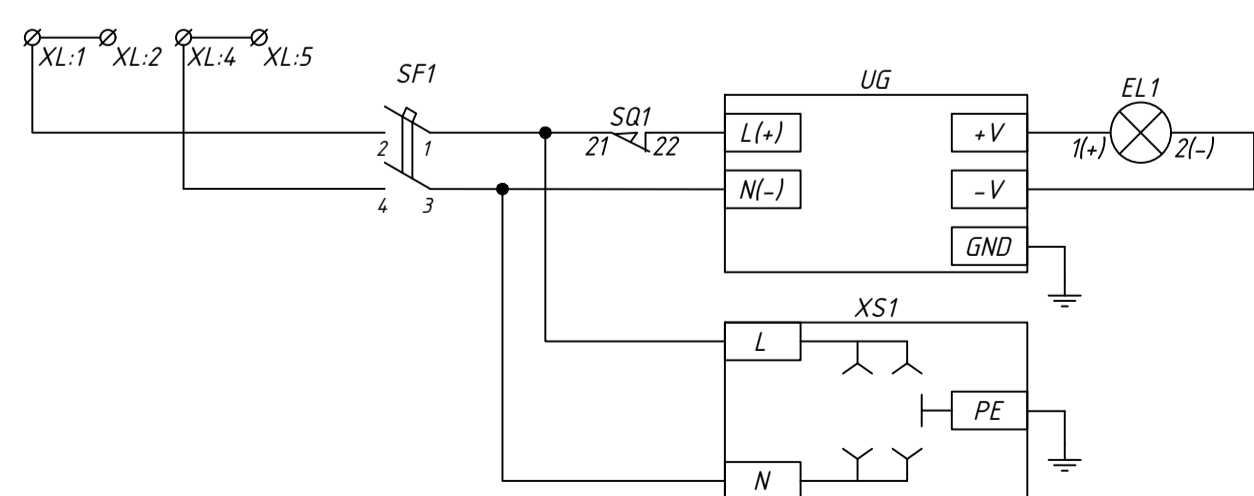 XL:1 XL:2 XL:4 XL:5
SF1
UG
EL1
SQ1
2 1 21 22 L(+) +V 1(+) 2(-)
N(-) -V
4 3
GND
XS1
L
PE
N